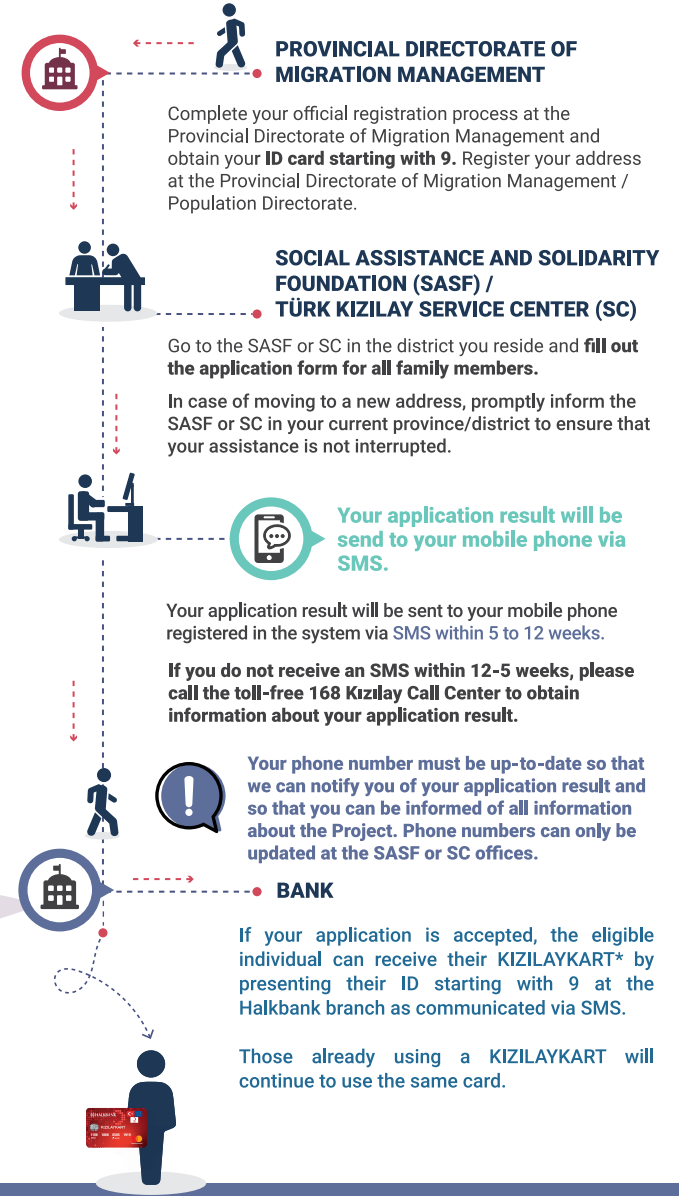 PROVINCIAL DIRECTORATE OF
MIGRATION MANAGEMENT
Complete your official registration process at the
Provincial Directorate of Migration Management and
obtain your ID card starting with 9. Register your address
at the Provincial Directorate of Migration Management /
Population Directorate.
SOCIAL ASSISTANCE AND SOLIDARITY
FOUNDATION (SASF) /
TÜRK KIZILAY SERVICE CENTER (SC)
Go to the SASF or SC in the district you reside and fill out
the application form for all family members.
In case of moving to a new address, promptly inform the
SASF or SC in your current province/district to ensure that
your assistance is not interrupted.
Your application result will be
send to your mobile phone via
SMS.
Your application result will be sent to your mobile phone
registered in the system via SMS within 5 to 12 weeks.
If you do not receive an SMS within 12-5 weeks, please
call the toll-free 168 Kızılay Call Center to obtain
information about your application result.
Your phone number must be up-to-date so that
we can notify you of your application result and
so that you can be informed of all information
about the Project. Phone numbers can only be
updated at the SASF or SC offices.
BANK
If your application is accepted, the eligible
individual can receive their KIZILAYKART* by
presenting their ID starting with 9 at the
Halkbank branch as communicated via SMS.
Those already using a KIZILAYKART will
continue to use the same card.
HALKBANK
KIZILAYKART